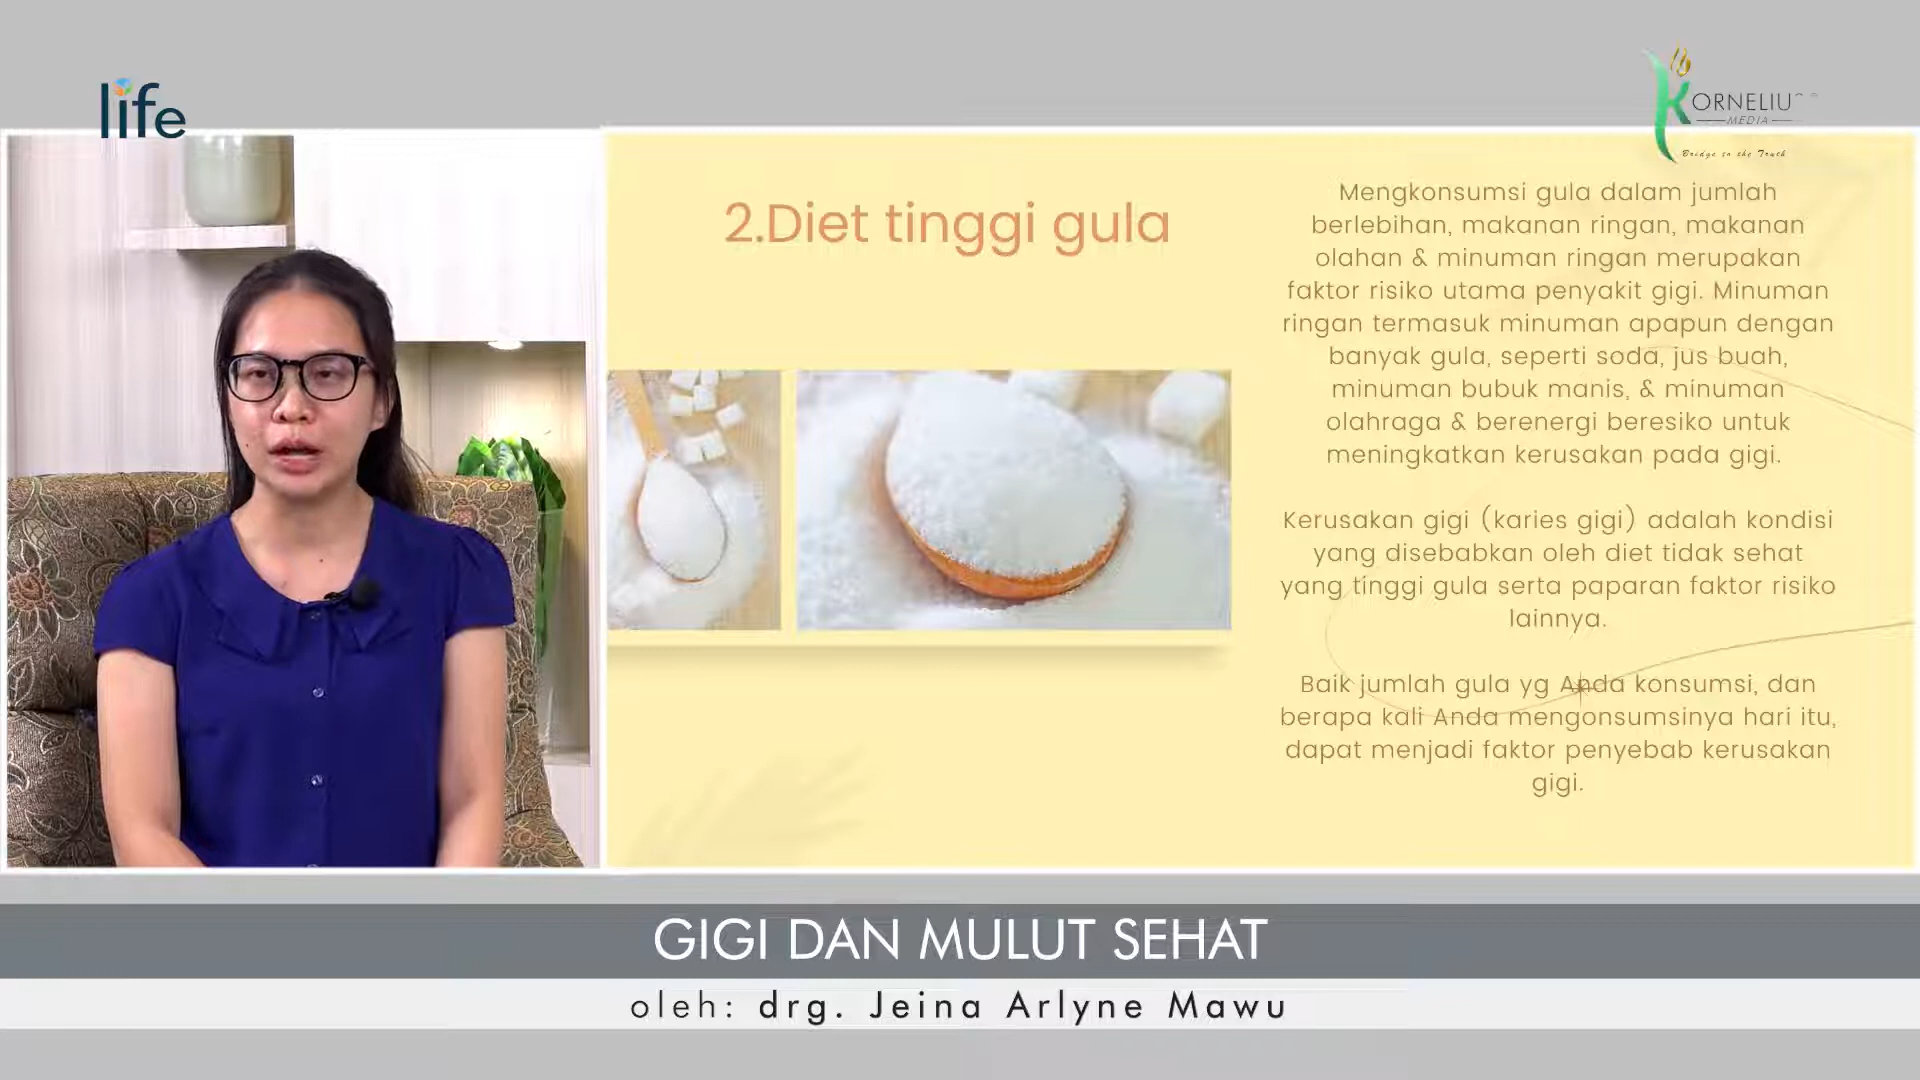 life
KORNELIU
MEDIA
Bridge to the Truth
2.Diet tinggi gula
Mengkonsumsi gula dalam jumlah
berlebihan, makanan ringan, makanan
olahan & minuman ringan merupakan
faktor risiko utama penyakit gigi. Minuman
ringan termasuk minuman apapun dengan
banyak gula, seperti soda, jus buah,
minuman bubuk manis, & minuman
olahraga & berenergi beresiko untuk
meningkatkan kerusakan pada gigi.
Kerusakan gigi (karies gigi) adalah kondisi
yang disebabkan oleh diet tidak sehat
yang tinggi gula serta paparan faktor risiko
lainnya.
Baik jumlah gula yg Anda konsumsi, dan
berapa kali Anda mengonsumsinya hari itu,
dapat menjadi faktor penyebab kerusakan
gigi.
GIGI DAN MULUT SEHAT
oleh: drg. Jeina Arlyne Mawu